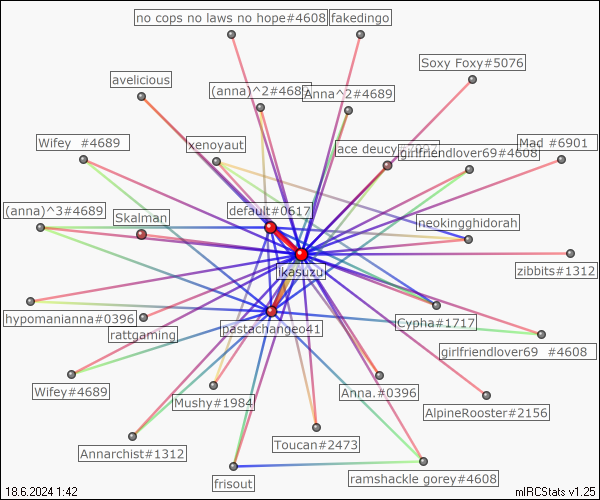 no cops no laws no hope#4608
fakedingo
Soxy Foxy#5076
avelicious
(anna)^2#468
Anna^2#4689
Wifey  #4689
xenoyaut
ace deucy
girlfriendlover69#4608
Mad #6901
(anna)^3#4689
Skalman
default#0617
neokingghidorah
Ikasuzu
zibbits#1312
hypomanianna#0396
rattgaming
pastachangeo41
Cypha#1717
girlfriendlover69  #4608
Wifey#4689
Mushy#1984
Anna.#0396
AlpineRooster#2156
Annarchist#1312
Toucan#2473
frisout
ramshackle gorey#4608
18.6.2024 1:42
mIRCStats v1.25